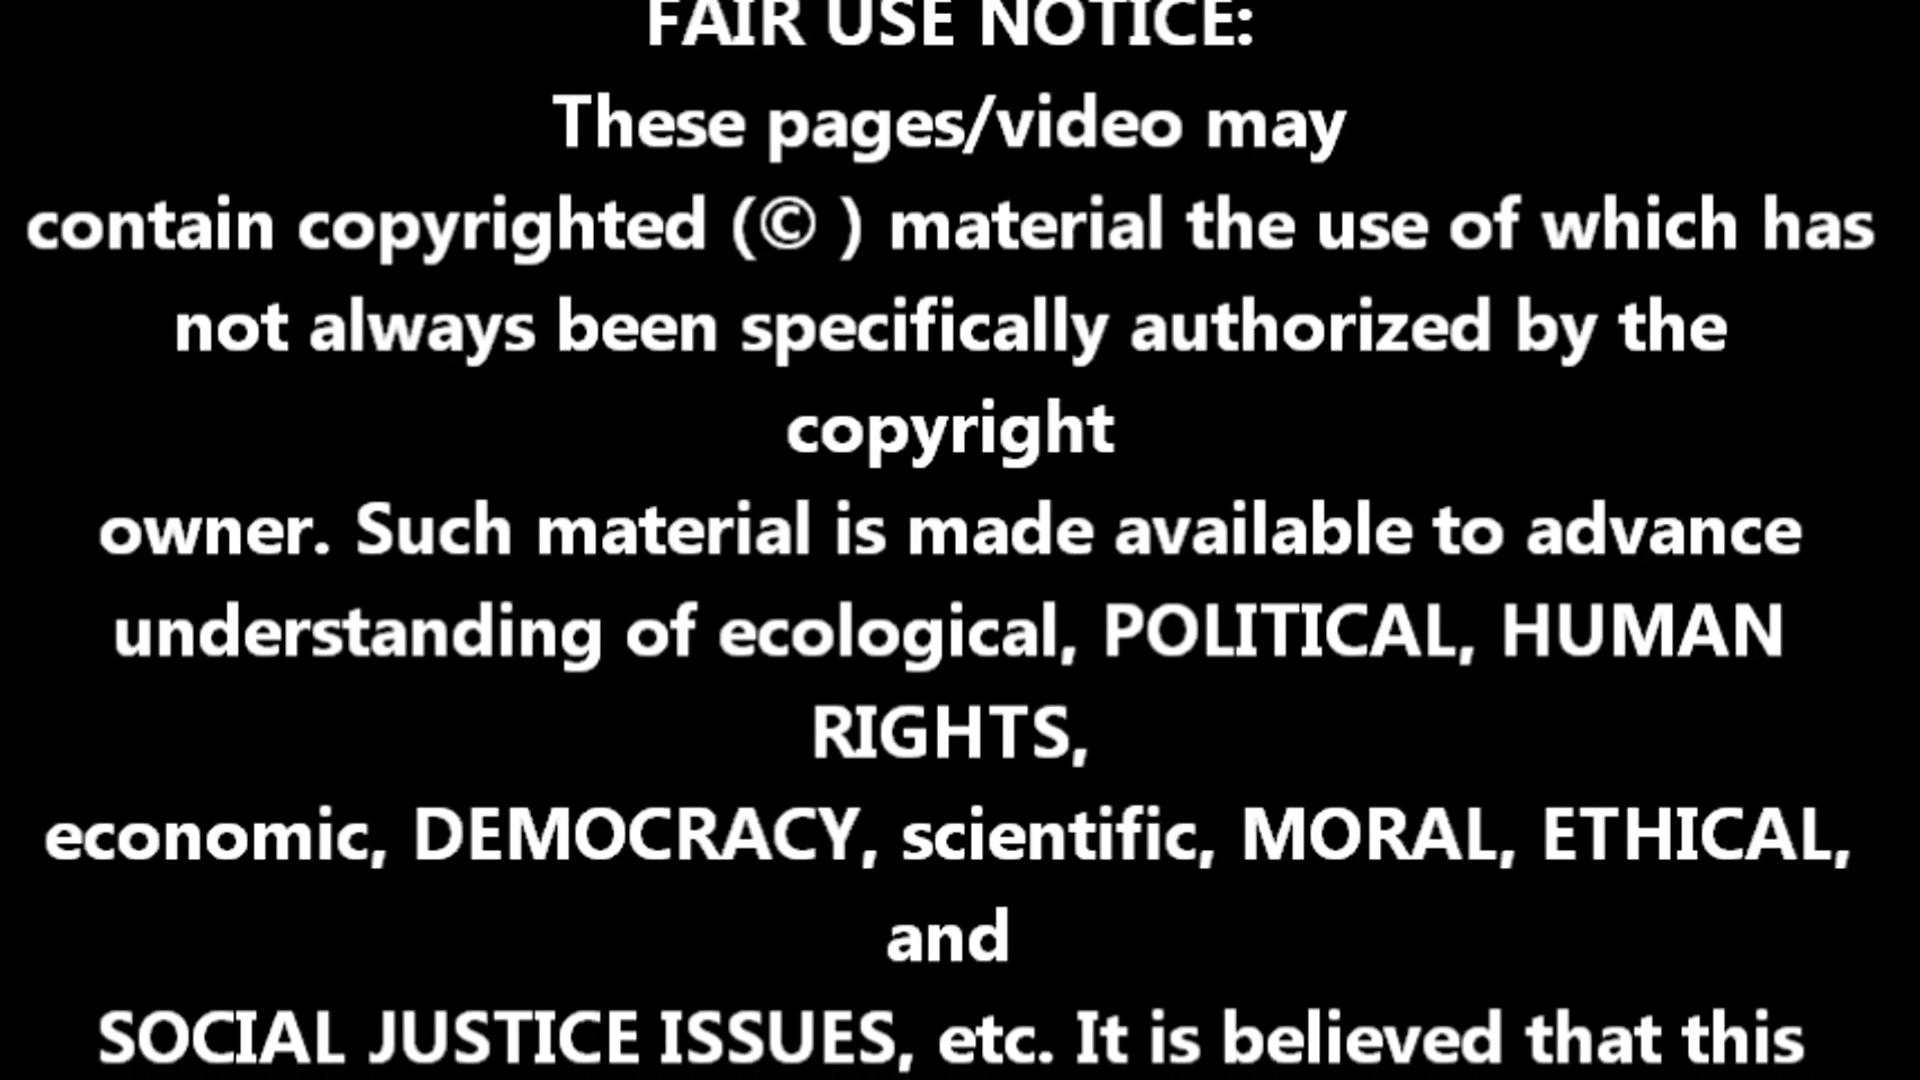 FAIR USE NOTICE:
These pages/video may
contain copyrighted (© ) material the use of which has
not always been specifically authorized by the
copyright
owner. Such material is made available to advance
understanding of ecological, POLITICAL, HUMAN
RIGHTS,
economic, DEMOCRACY, scientific, MORAL, ETHICAL,
and
SOCIAL JUSTICE ISSUES, etc. It is believed that this